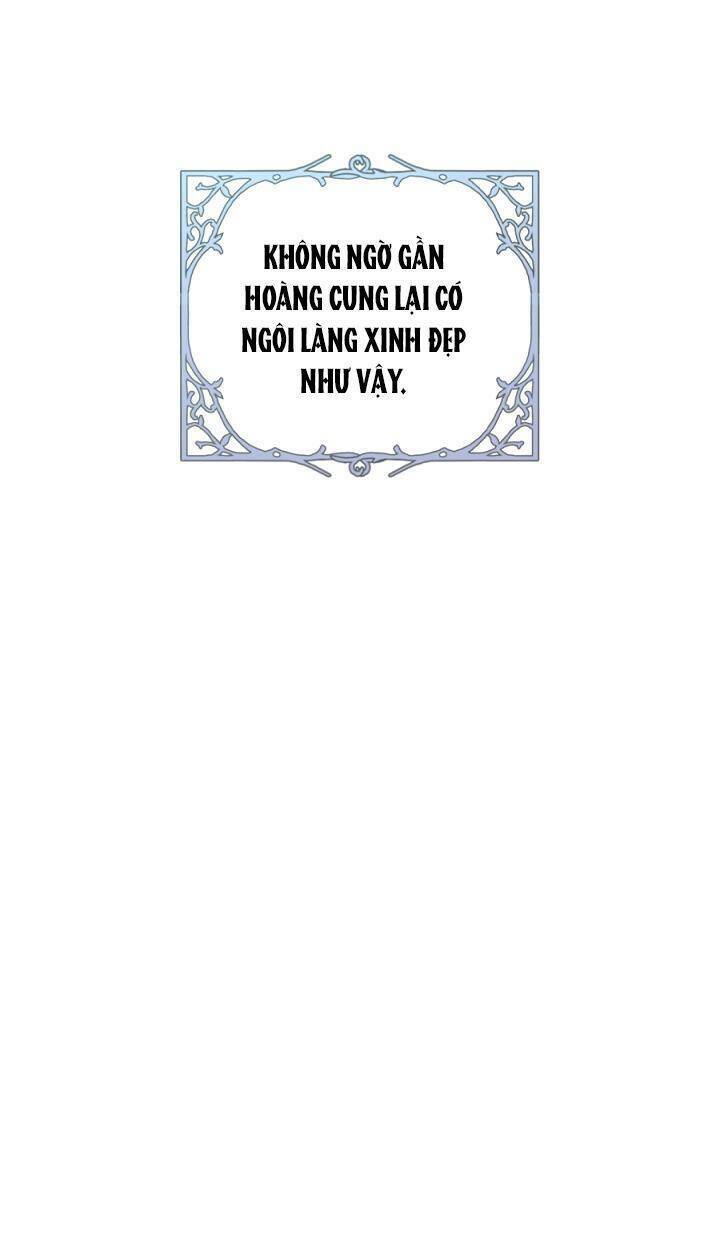 KHÔNG NGỜ GẦN
HOÀNG CUNG LẠI CÓ
NGÔI LÀNG XINH ĐẸP
NHƯ VẬY.